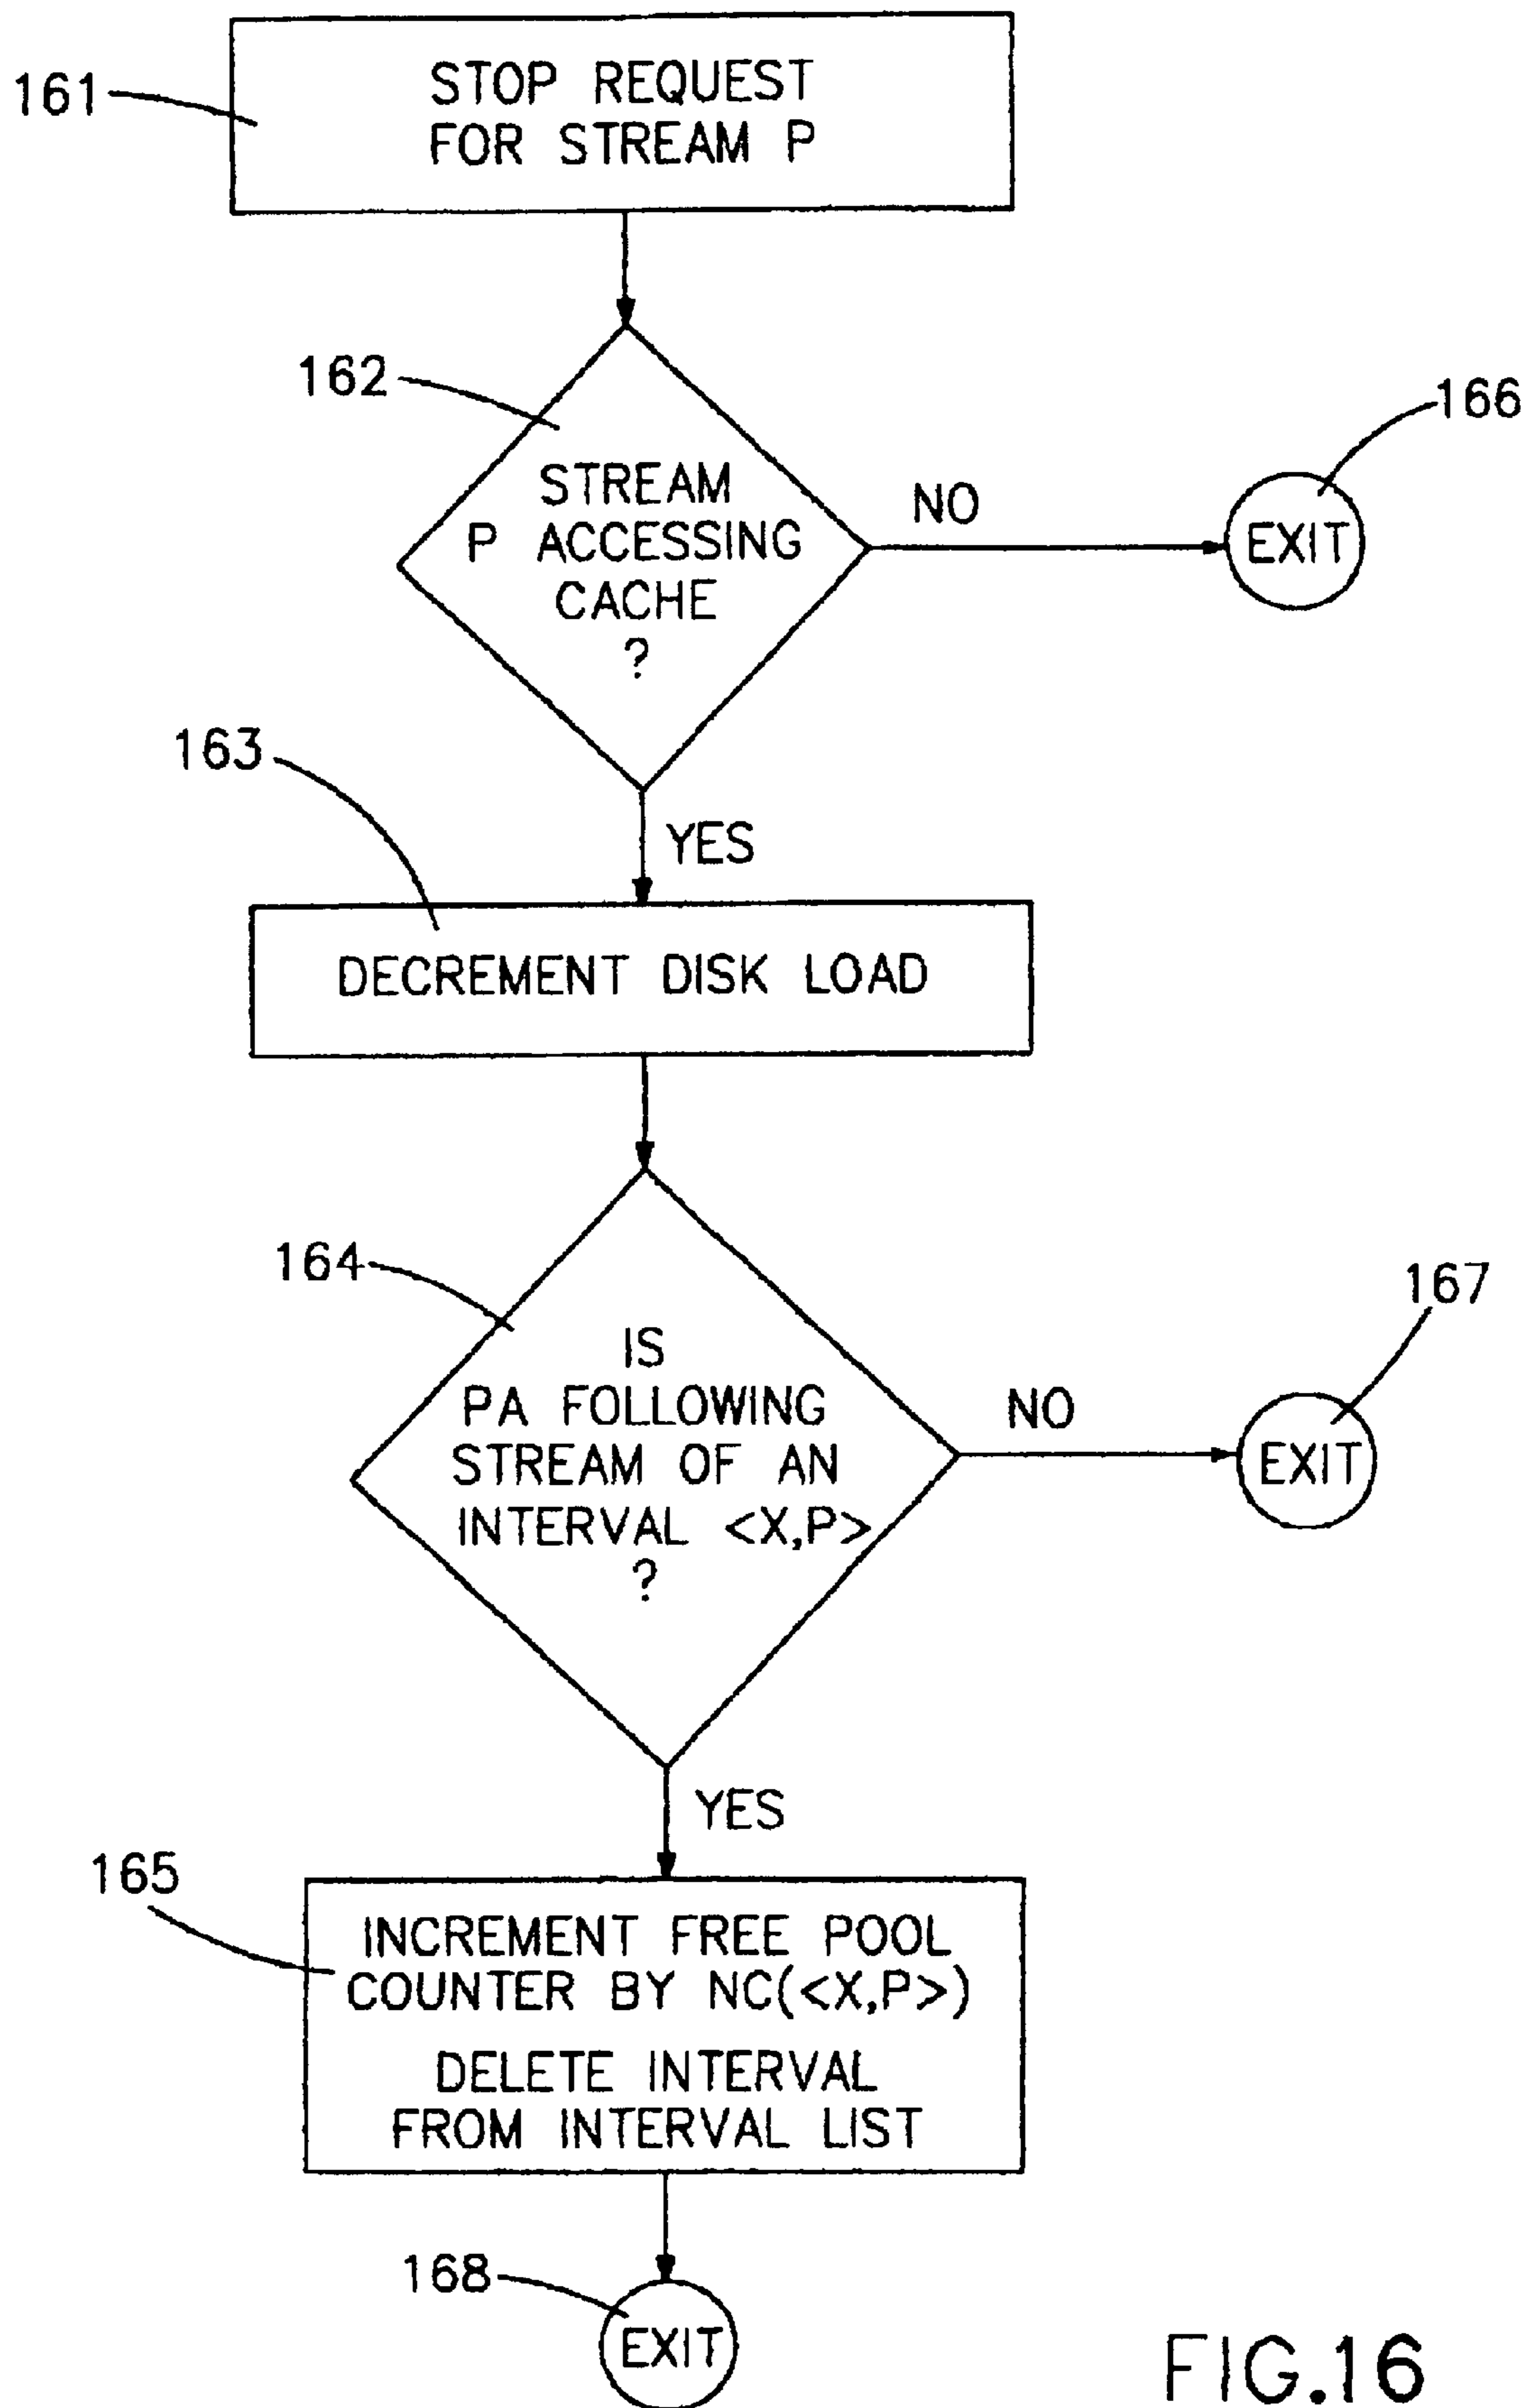 161
STOP REQUEST
FOR STREAM P
162
STREAM
P ACCESSING
CACHE
?
NO
166
EXIT
YES
163
DECREMENT DISK LOAD
164
IS
PA FOLLOWING
STREAM OF AN
INTERVAL <X,P>
?
NO
167
EXIT
YES
165
INCREMENT FREE POOL
COUNTER BY NC(<X,P>)
DELETE INTERVAL
FROM INTERVAL LIST
168
EXIT
FIG.16